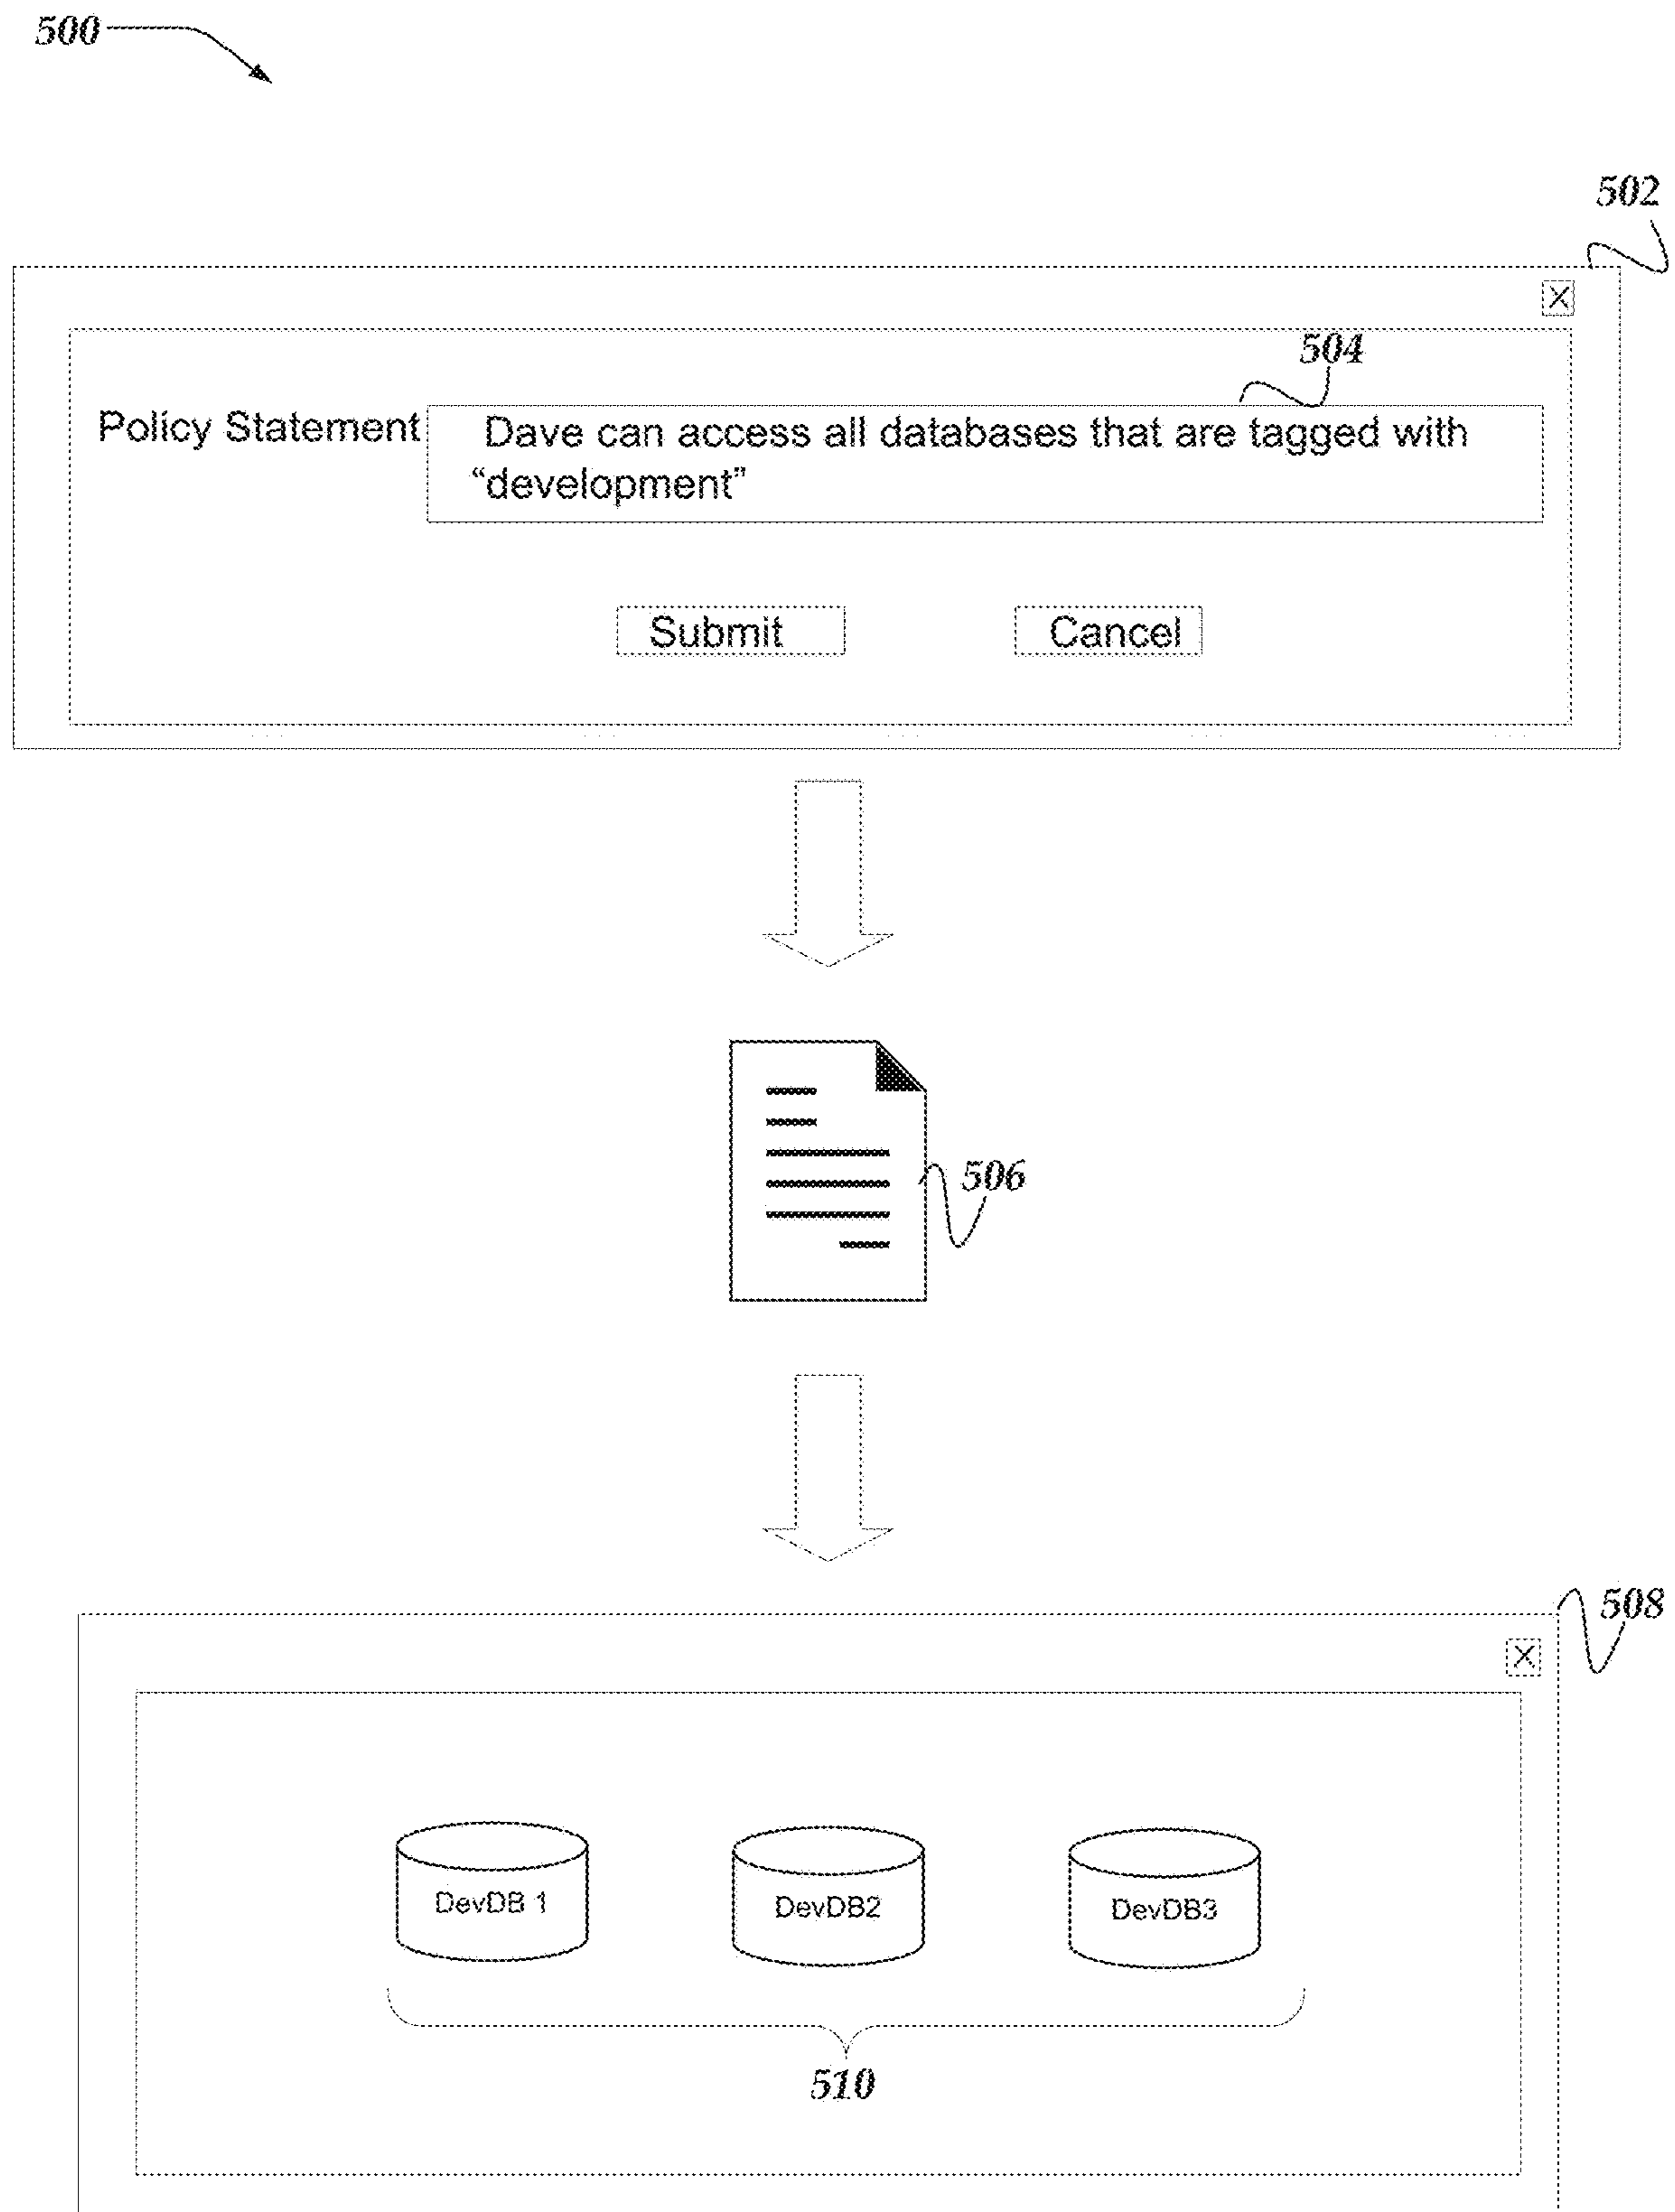 500
502
504
Policy Statement
Dave can access all databases that are tagged with
“development”
Submit
Cancel
506
508
DevDB 1
DevDB2
DevDB3
510